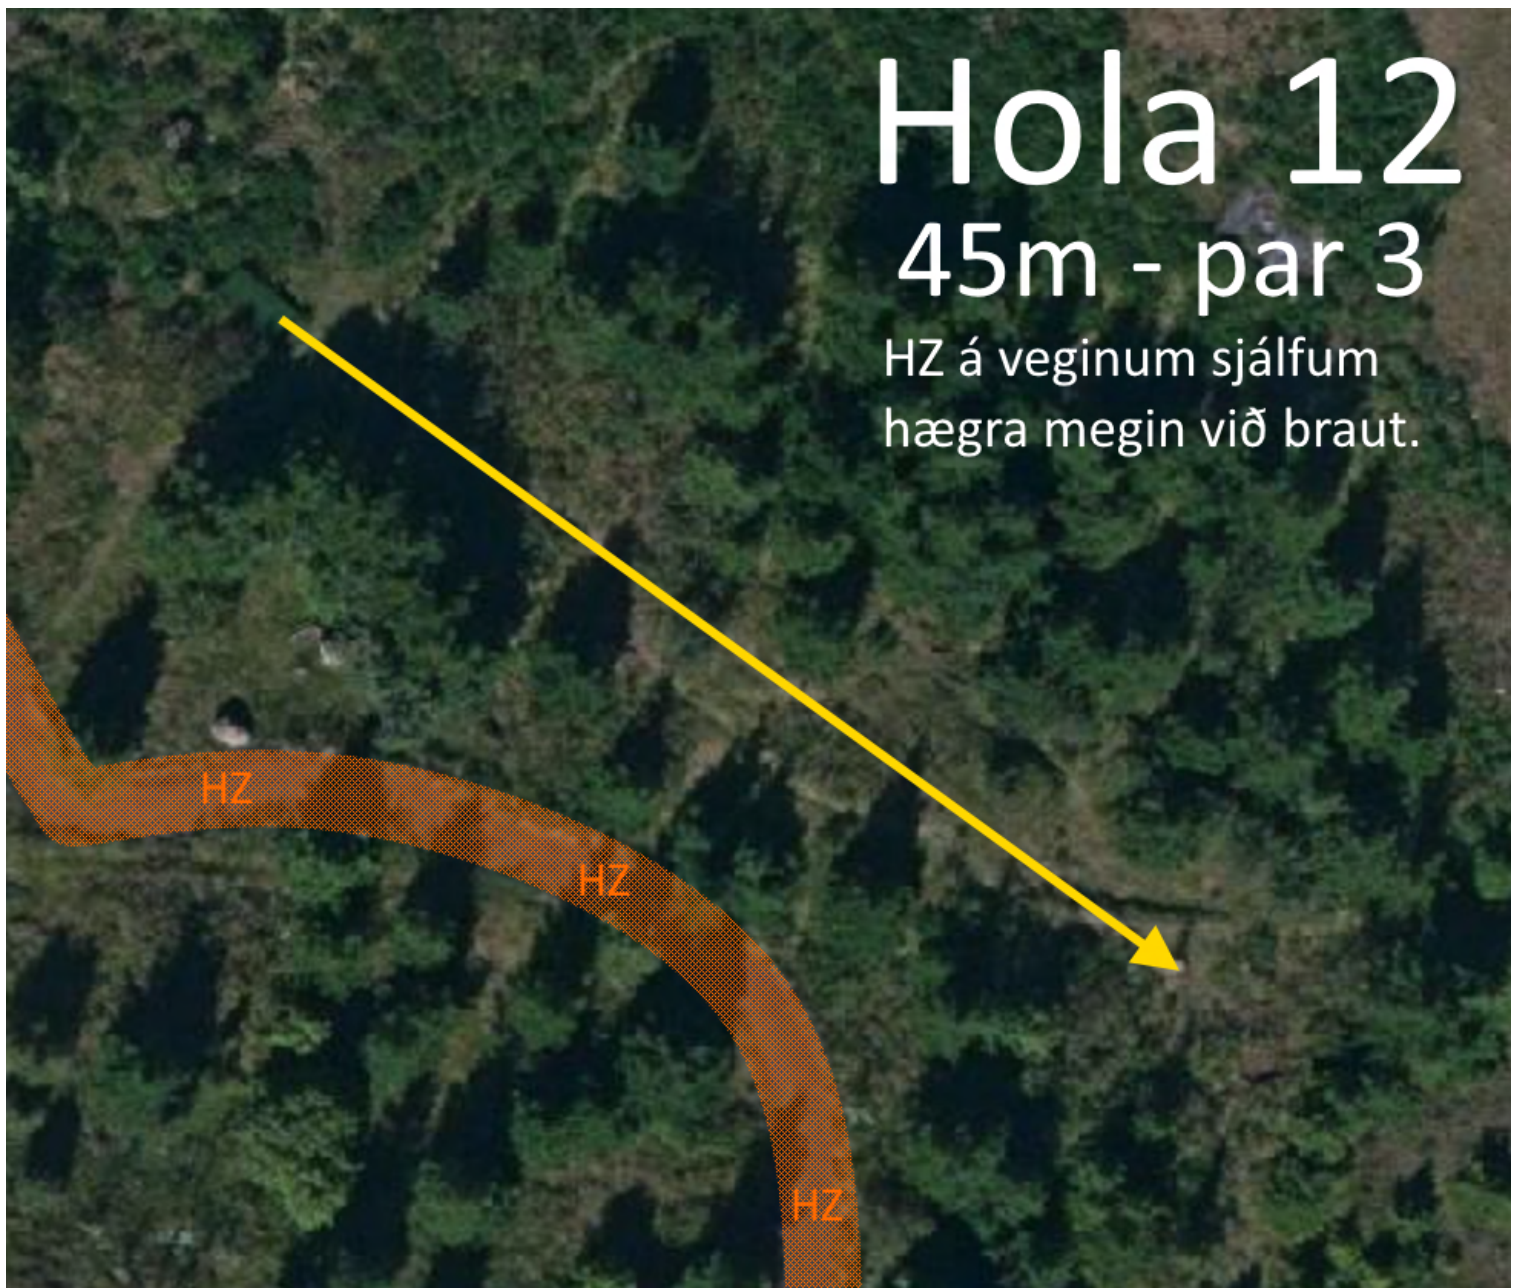 Hola 12
45m - par 3
HZ á veginum sjálfum
hægra megin við braut.
HZ
HZ
HZ